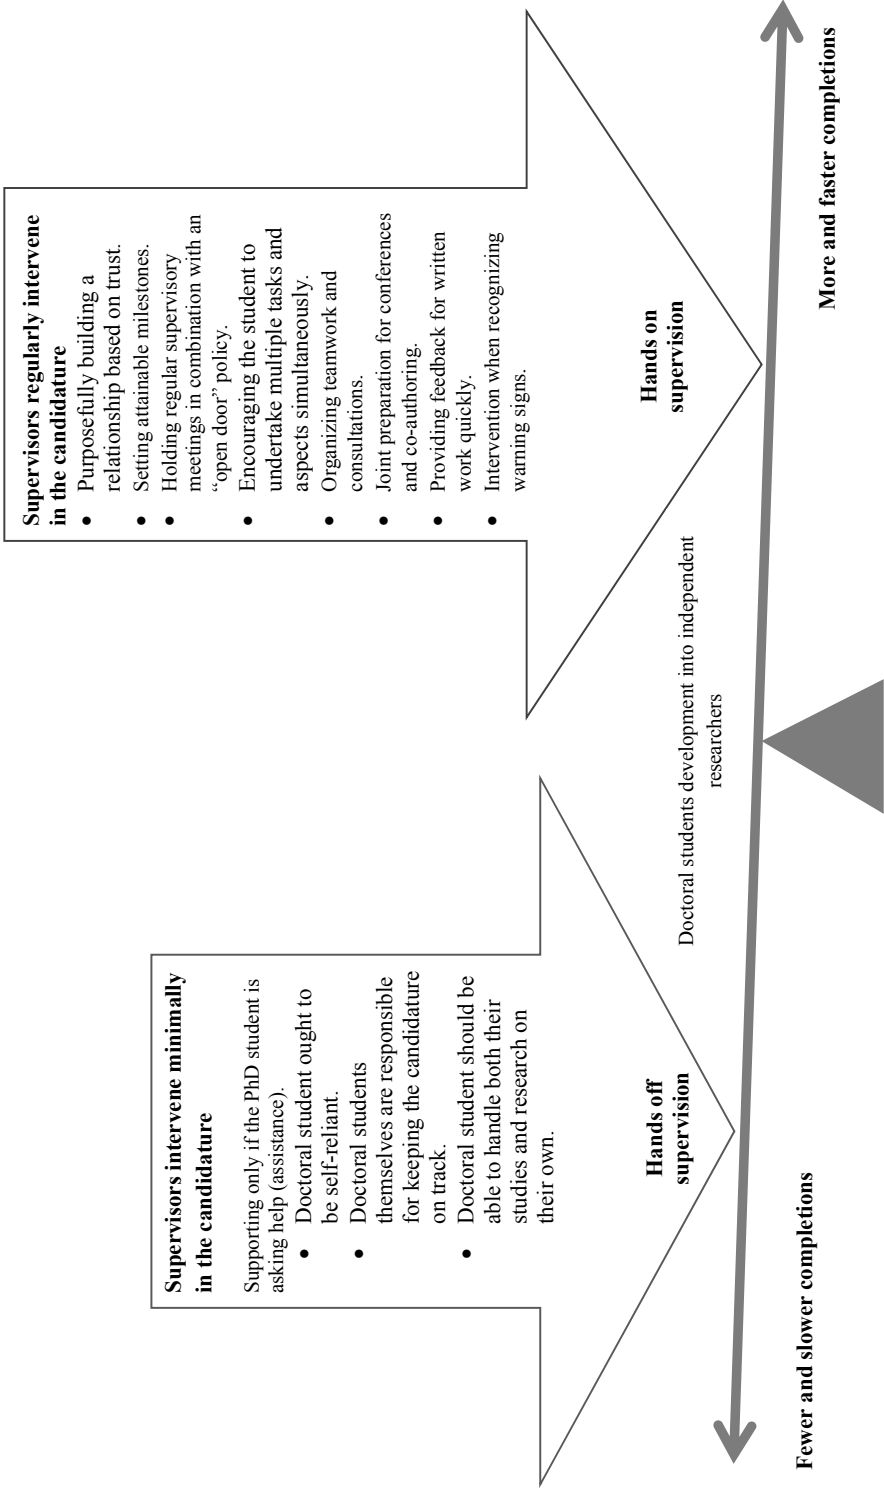 Supervisors intervene minimally
in the candidature
Supporting only if the PhD student is
asking help (assistance).
● Doctoral student ought to
be self-reliant.
● Doctoral students
themselves are responsible
for keeping the candidature
on track.
● Doctoral student should be
able to handle both their
studies and research on
their own.
Hands off
supervision
Supervisors regularly intervene
in the candidature
● Purposefully building a
relationship based on trust.
● Setting attainable milestones.
● Holding regular supervisory
meetings in combination with an
“open door” policy.
● Encouraging the student to
undertake multiple tasks and
aspects simultaneously.
● Organizing teamwork and
consultations.
● Joint preparation for conferences
and co-authoring.
● Providing feedback for written
work quickly.
● Intervention when recognizing
warning signs.
Hands on
supervision
Doctoral students development into independent
researchers
Fewer and slower completions
More and faster completions